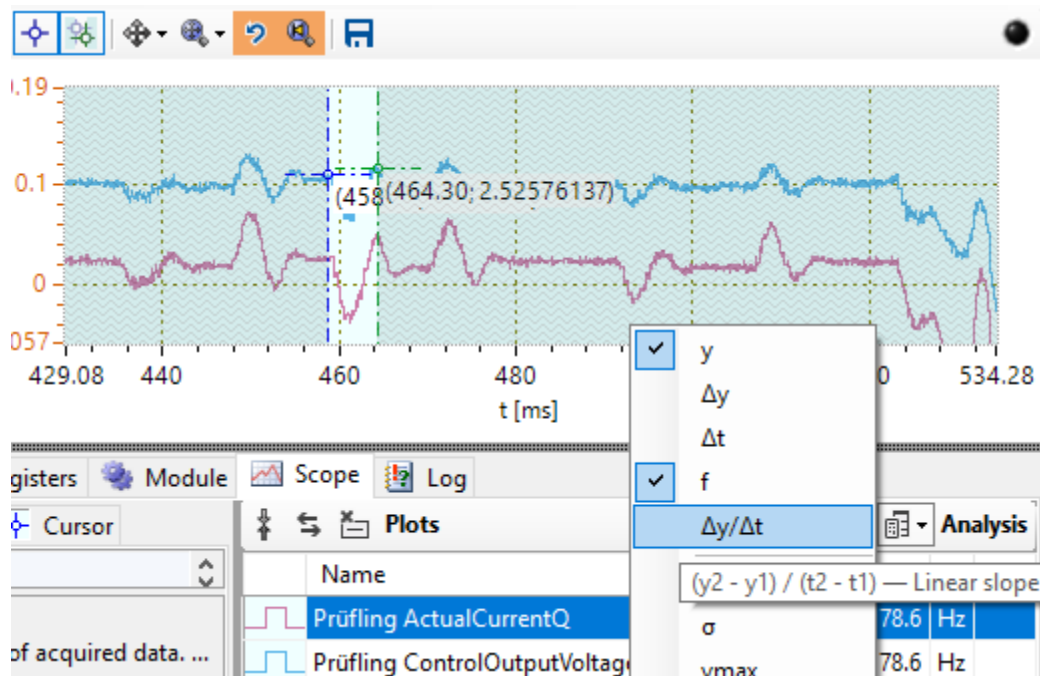 .19
0.1
(458
(464.30; 2.52576137)
0
057
429.08 440 460 480 0 534.28
t [ms]
y
Δy
Δt
f
Δy/Δt
(y2 - y1) / (t2 - t1) — Linear slope
σ
ymax
gisters Module Scope Log
Cursor
Plots
Analysis
Name
Prüfling ActualCurrentQ
78.6 Hz
of acquired data. ...
Prüfling ControlOutputVoltage
78.6 Hz